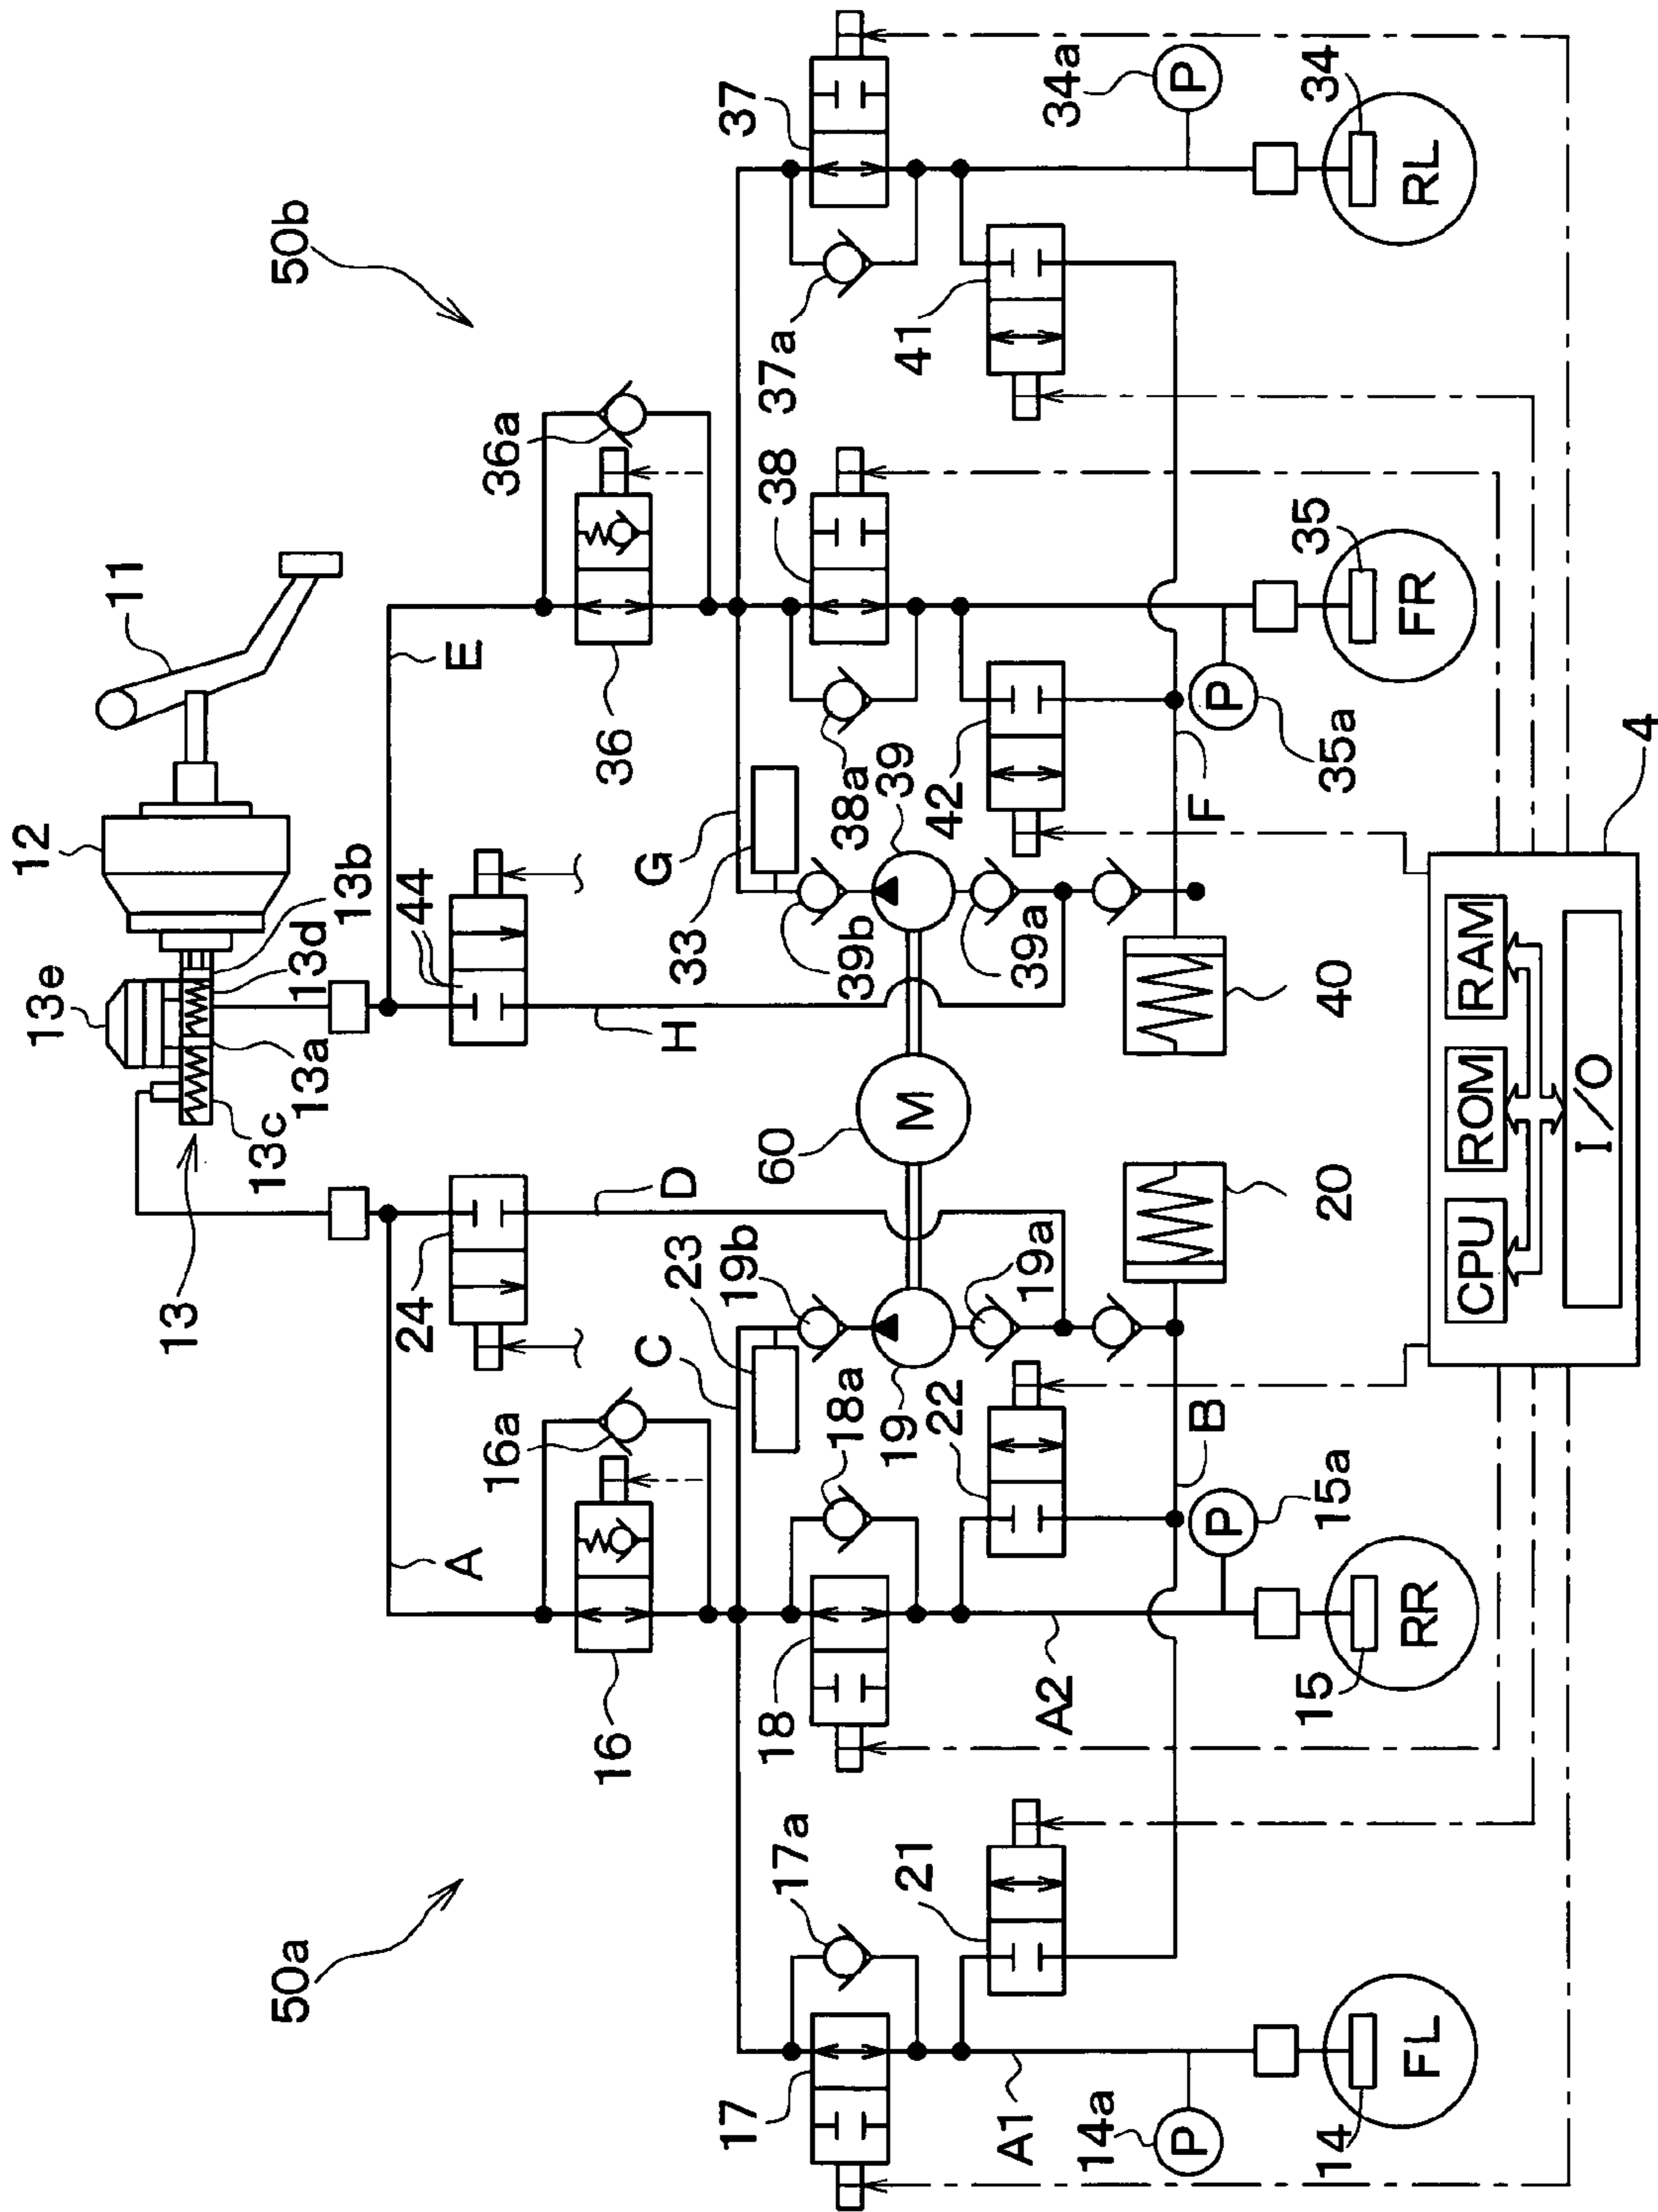 11
12
13e
13b
13d
13a
13c
13
50b
50a
E
A
44
24
36a
36
16a
16
H
D
G
C
33
23
39b
19b
37
37a
38
38a
18a
18
17a
17
39
19
39a
19a
M
60
42
41
22
21
34a
P
35a
P
15a
P
14a
P
F
B
A2
A1
40
20
34
RL
35
FR
15
RR
14
FL
4
CPU
ROM
RAM
I/O